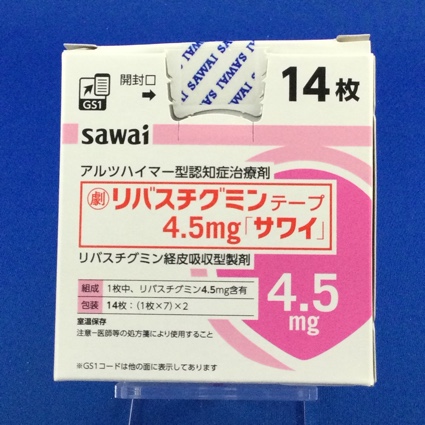 GS1
開封口
14枚
SAWAI SAWAI SAWAI
sawai
アルツハイマー型認知症治療剤
劇 リバスチグミンテープ
4.5mg「サワイ」
リバスチグミン経皮吸収型製剤
組成 1枚中、リバスチグミン4.5mg含有
包装 14枚:(1枚×7)×2
4.5
mg
室温保存
注意-医師等の処方箋により使用すること
※GS1コードは他の面に表示してあります